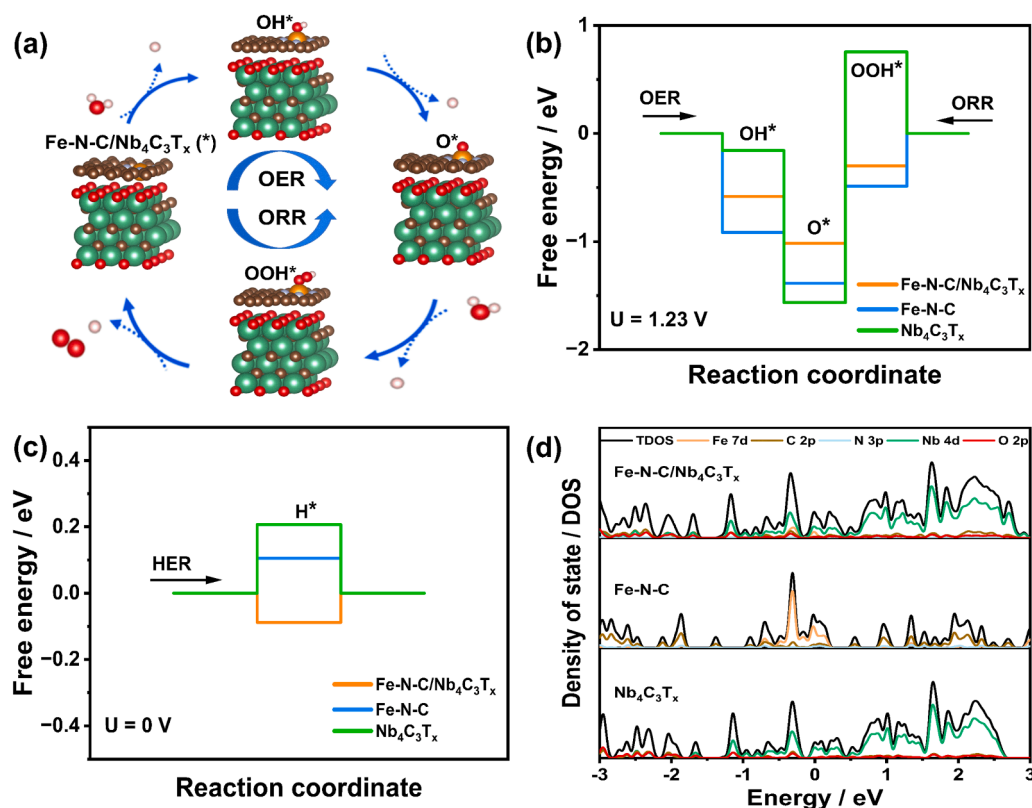 (a)
OH*
Fe-N-C/Nb₄C₃Tₓ (*)
O*
OER
ORR
OOH*
(b)
Free energy / eV
0
−1
−2
OER
OH*
O*
OOH*
ORR
Fe-N-C/Nb₄C₃Tₓ
Fe-N-C
Nb₄C₃Tₓ
U = 1.23 V
Reaction coordinate
(c)
Free energy / eV
0.4
0.2
0.0
−0.2
−0.4
H*
HER
Fe-N-C/Nb₄C₃Tₓ
Fe-N-C
Nb₄C₃Tₓ
U = 0 V
Reaction coordinate
(d)
Density of state / DOS
TDOS Fe 7d C 2p N 3p Nb 4d O 2p
Fe-N-C/Nb₄C₃Tₓ
Fe-N-C
Nb₄C₃Tₓ
-3 -2 -1 0 1 2 3
Energy / eV